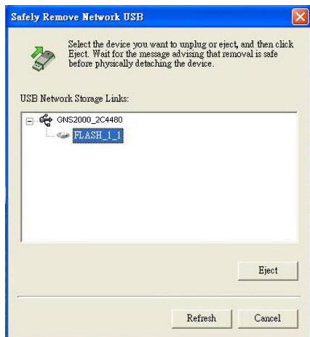 Safely Remove Network USB
Select the device you want to unplug or eject, and then click
Eject. Wait for the message advising that removal is safe
before physically detaching the device.
USB Network Storage Links:
GNS2000_2C4480
FLASH_1_1
Eject
Refresh
Cancel